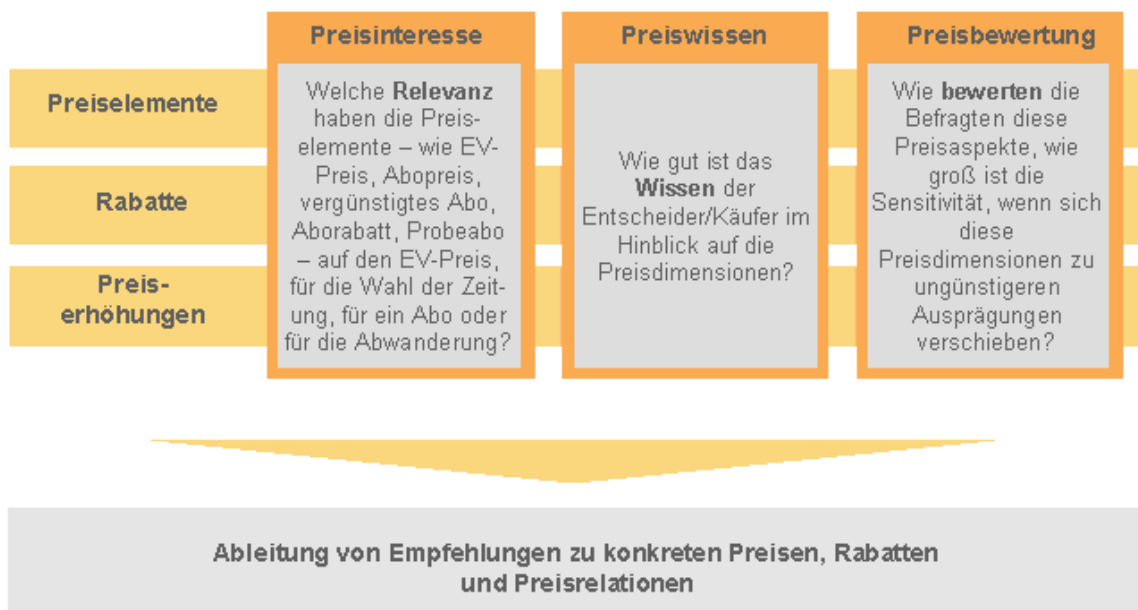 Preisinteresse
Preiswissen
Preisbewertung
Preiselemente
Rabatte
Preis-
erhöhungen
Welche Relevanz
haben die Preis-
elemente – wie EV-
Preis, Abopreis,
vergünstigtes Abo,
Aborabatt, Probeabo
– auf den EV-Preis,
für die Wahl der Zeit-
ung, für ein Abo oder
für die Abwanderung?
Wie gut ist das
Wissen der
Entscheider/Käufer im
Hinblick auf die
Preisdimensionen?
Wie bewerten die
Befragten diese
Preisaspekte, wie
groß ist die
Sensitivität, wenn sich
diese
Preisdimensionen zu
ungünstigeren
Ausprägungen
verschieben?
Ableitung von Empfehlungen zu konkreten Preisen, Rabatten
und Preisrelationen